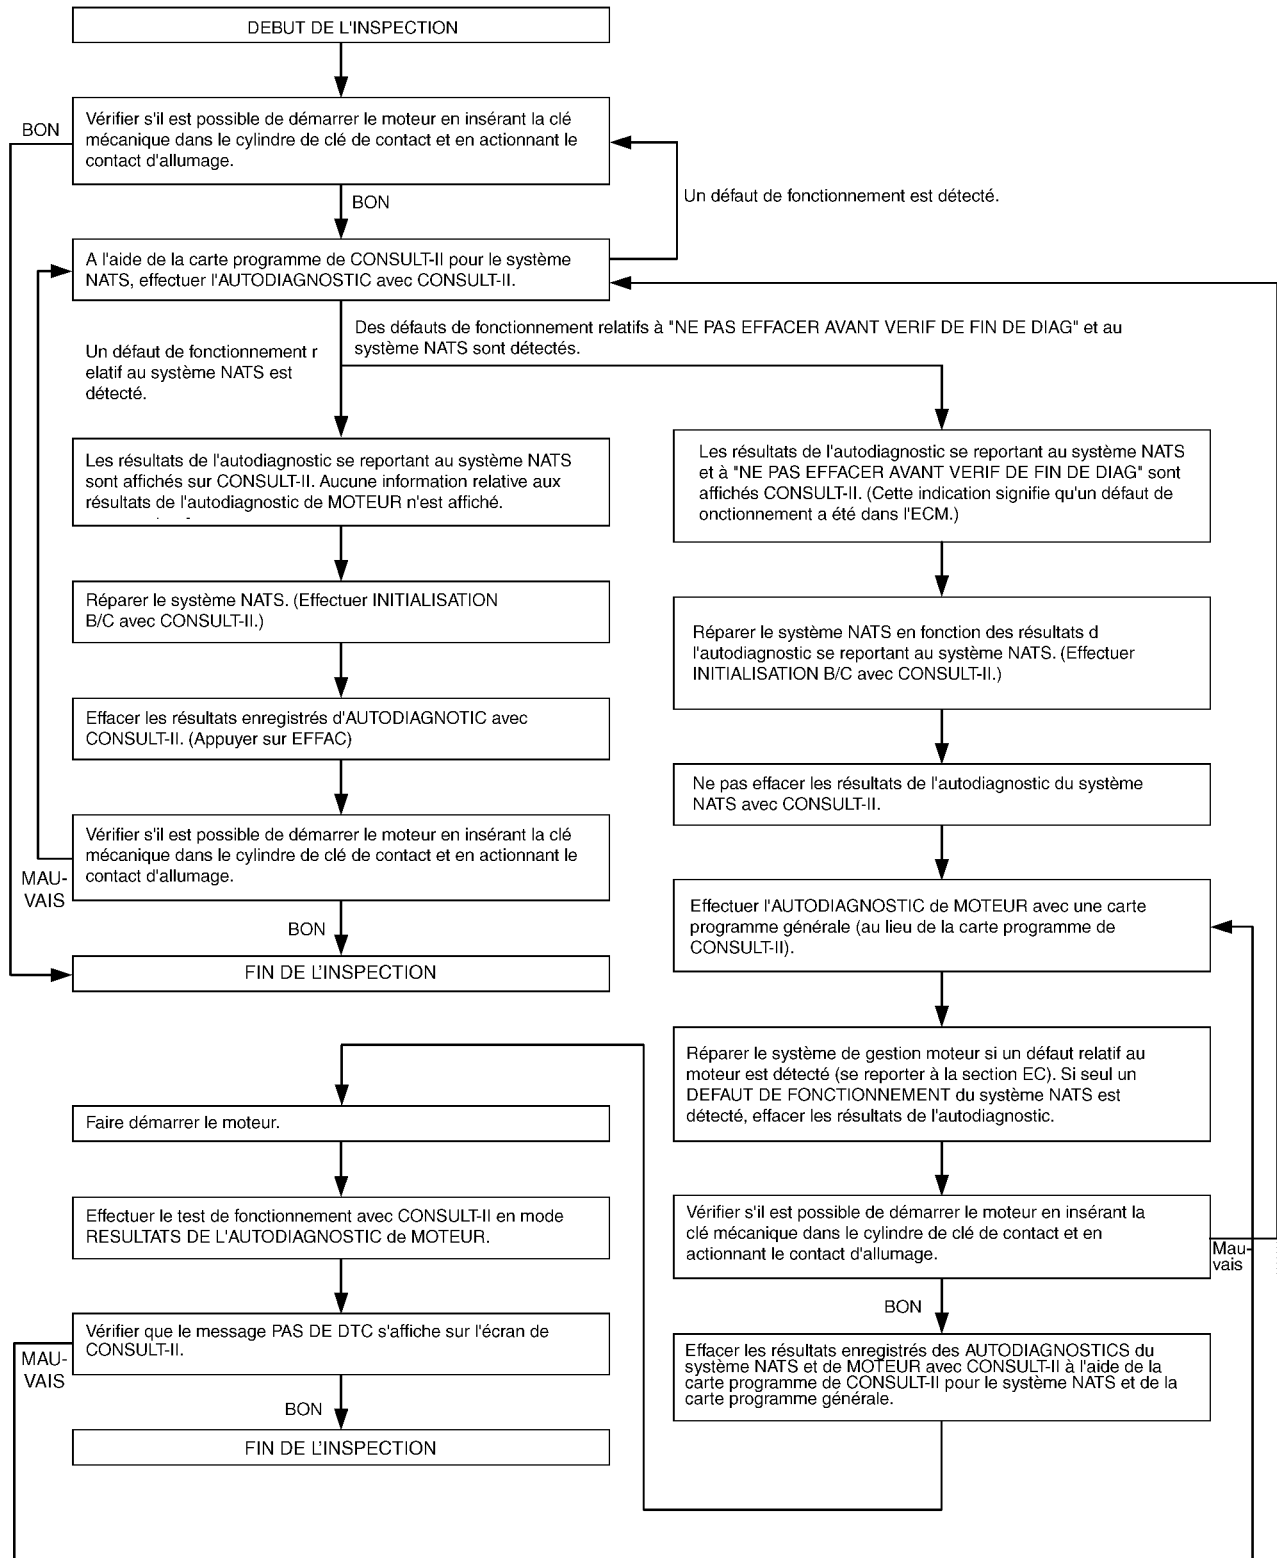 DEBUT DE L'INSPECTION
BON
Vérifier s'il est possible de démarrer le moteur en insérant la clé
mécanique dans le cylindre de clé de contact et en actionnant le
contact d'allumage.
BON
Un défaut de fonctionnement est détecté.
A l'aide de la carte programme de CONSULT-II pour le système
NATS, effectuer l'AUTODIAGNOSTIC avec CONSULT-II.
Des défauts de fonctionnement relatifs à "NE PAS EFFACER AVANT VERIF DE FIN DE DIAG" et au
système NATS sont détectés.
Un défaut de fonctionnement r
elatif au système NATS est
détecté.
Les résultats de l'autodiagnostic se reportant au système NATS
sont affichés sur CONSULT-II. Aucune information relative aux
résultats de l'autodiagnostic de MOTEUR n'est affiché.
Réparer le système NATS. (Effectuer INITIALISATION
B/C avec CONSULT-II.)
Effacer les résultats enregistrés d'AUTODIAGNOTIC avec
CONSULT-II. (Appuyer sur EFFAC)
Vérifier s'il est possible de démarrer le moteur en insérant la clé
mécanique dans le cylindre de clé de contact et en actionnant le
contact d'allumage.
MAU-
VAIS
BON
FIN DE L'INSPECTION
Les résultats de l'autodiagnostic se reportant au système NATS
et à "NE PAS EFFACER AVANT VERIF DE FIN DE DIAG" sont
affichés CONSULT-II. (Cette indication signifie qu'un défaut de
onctionnement a été dans l'ECM.)
Réparer le système NATS en fonction des résultats d
l'autodiagnostic se reportant au système NATS. (Effectuer
INITIALISATION B/C avec CONSULT-II.)
Ne pas effacer les résultats de l'autodiagnostic du système
NATS avec CONSULT-II.
Effectuer l'AUTODIAGNOSTIC de MOTEUR avec une carte
programme générale (au lieu de la carte programme de
CONSULT-II).
Réparer le système de gestion moteur si un défaut relatif au
moteur est détecté (se reporter à la section EC). Si seul un
DEFAUT DE FONCTIONNEMENT du système NATS est
détecté, effacer les résultats de l'autodiagnostic.
Vérifier s'il est possible de démarrer le moteur en insérant la
clé mécanique dans le cylindre de clé de contact et en
actionnant le contact d'allumage.
Mau-
vais
BON
Effacer les résultats enregistrés des AUTODIAGNOSTICS du
système NATS et de MOTEUR avec CONSULT-II à l'aide de la
carte programme de CONSULT-II pour le système NATS et de la
carte programme générale.
Faire démarrer le moteur.
Effectuer le test de fonctionnement avec CONSULT-II en mode
RESULTATS DE L'AUTODIAGNOSTIC de MOTEUR.
Vérifier que le message PAS DE DTC s'affiche sur l'écran de
CONSULT-II.
MAU-
VAIS
BON
FIN DE L'INSPECTION